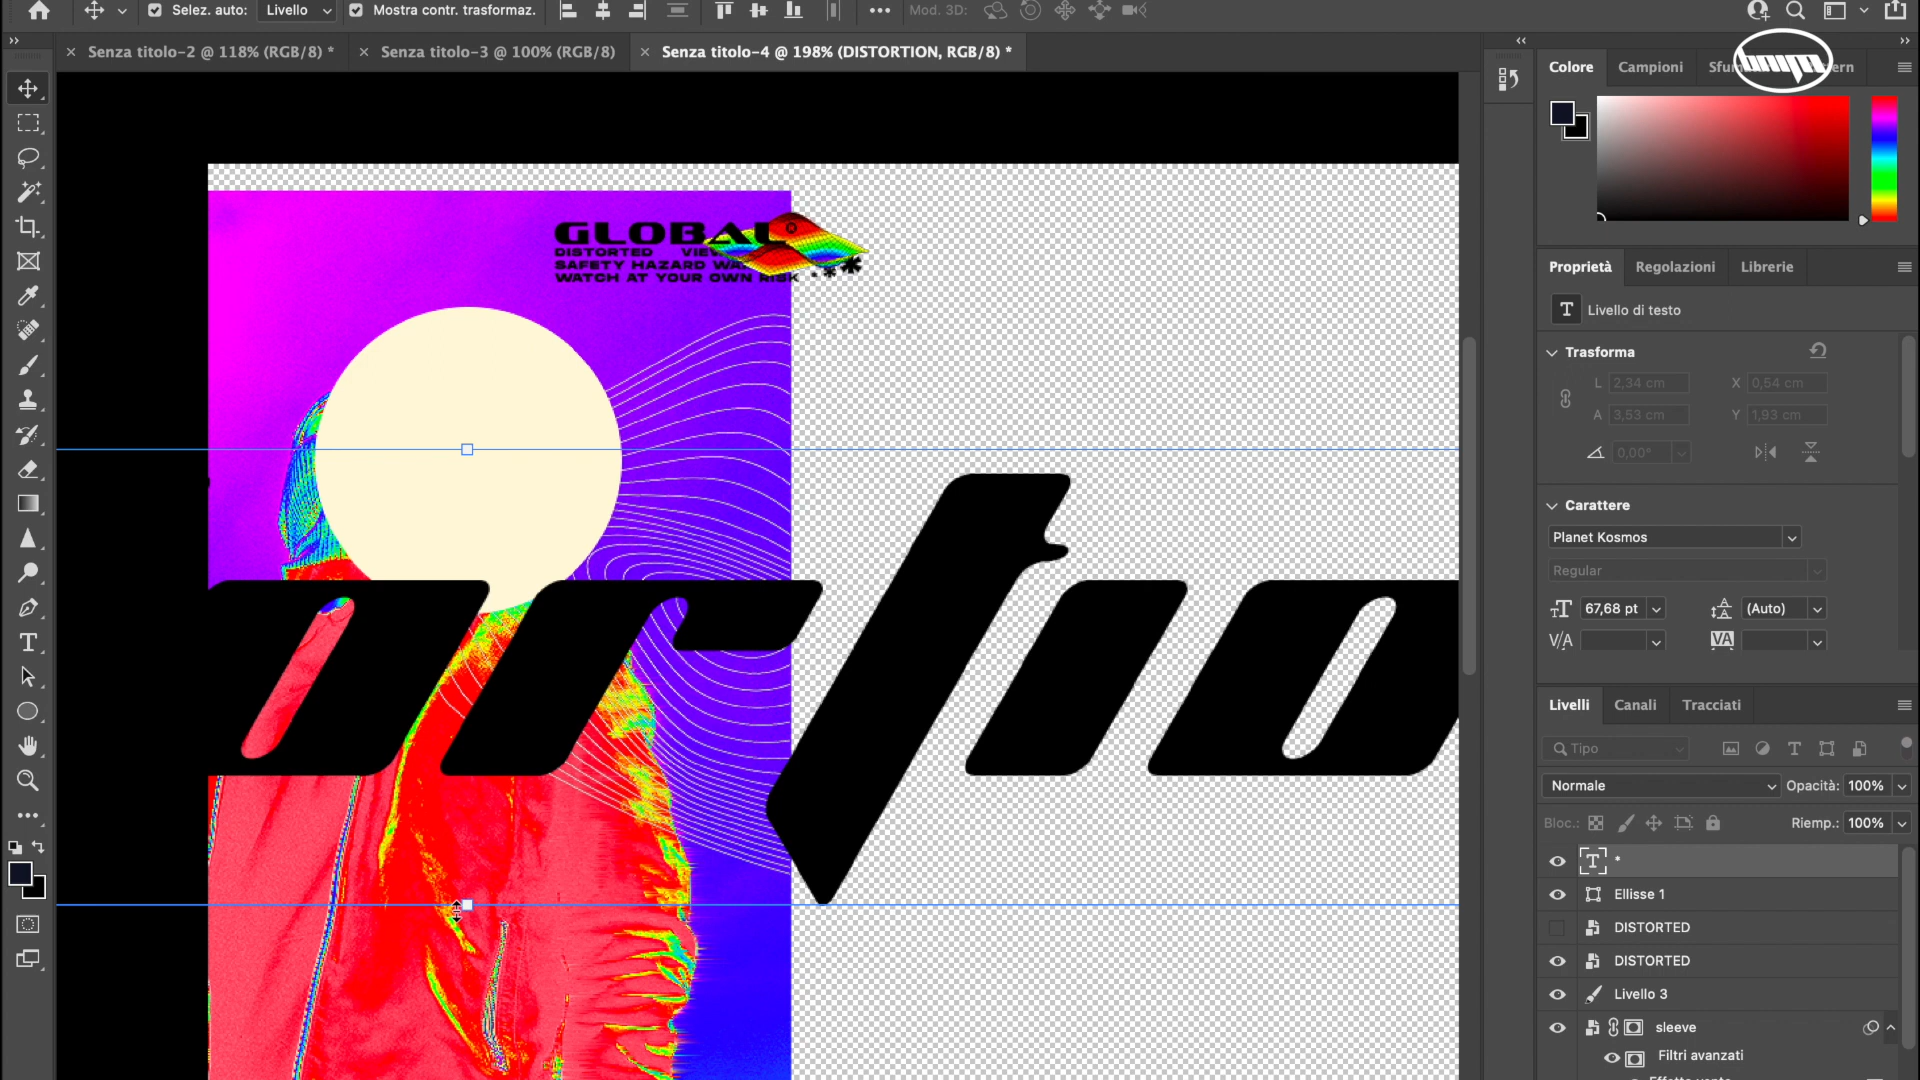 Selez. auto:
Livello
Mostra contr. trasformaz.
Mod. 3D:
Senza titolo-2 @ 118% (RGB/8) *
Senza titolo-3 @ 100% (RGB/8)
Senza titolo-4 @ 198% (DISTORTION, RGB/8) *
Colore
Campioni
GLOBAL®
DISTORTED
SAFETY HAZARD
WATCH AT YOUR OWN RISK
Proprietà
Regolazioni
Librerie
Livello di testo
Trasforma
L 2,34 cm
X 0,54 cm
A 3,53 cm
Y 1,93 cm
0,00°
Carattere
Planet Kosmos
Regular
67,68 pt
(Auto)
V/A
VA
Livelli
Canali
Tracciati
Tipo
Normale
Opacità: 100%
Bloc.:
Riemp.: 100%
*
Ellisse 1
DISTORTED
DISTORTED
Livello 3
sleeve
Filtri avanzati